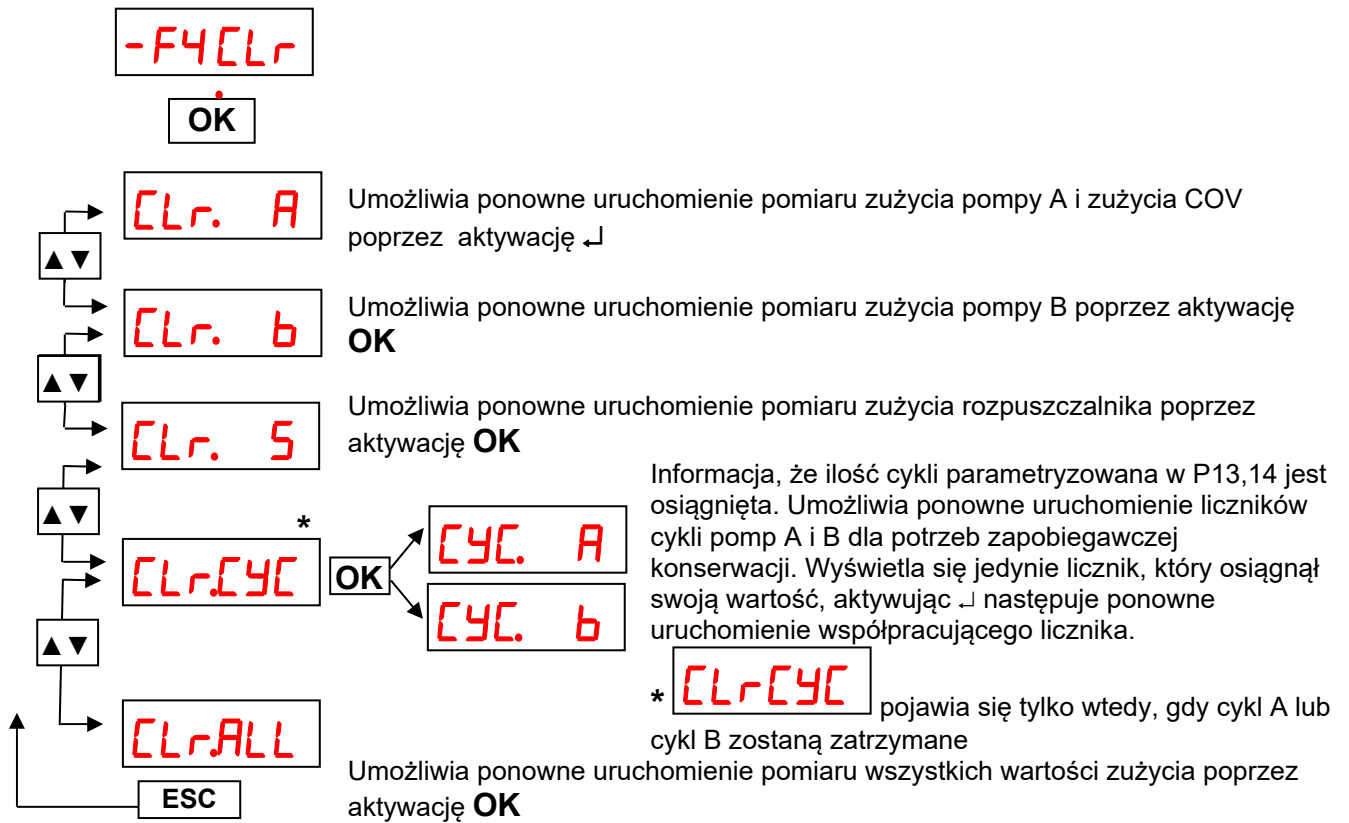 -F4CLr
OK
CLr. A
Umożliwia ponowne uruchomienie pomiaru zużycia pompy A i zużycia COV
poprzez aktywację ↵
▲▼
CLr. b
Umożliwia ponowne uruchomienie pomiaru zużycia pompy B poprzez aktywację
OK
▲▼
CLr. S
Umożliwia ponowne uruchomienie pomiaru zużycia rozpuszczalnika poprzez
aktywację OK
▲▼
*
CLr.CYC
OK
CYC. A
CYC. b
Informacja, że ilość cykli parametryzowana w P13,14 jest
osiągnięta. Umożliwia ponowne uruchomienie liczników
cykli pomp A i B dla potrzeb zapobiegawczej
konserwacji. Wyświetla się jedynie licznik, który osiągnął
swoją wartość, aktywując ↵ następuje ponowne
uruchomienie współpracującego licznika.
* CLrCYC pojawia się tylko wtedy, gdy cykl A lub
cykl B zostaną zatrzymane
▲▼
CLr.ALL
Umożliwia ponowne uruchomienie pomiaru wszystkich wartości zużycia poprzez
aktywację OK
ESC